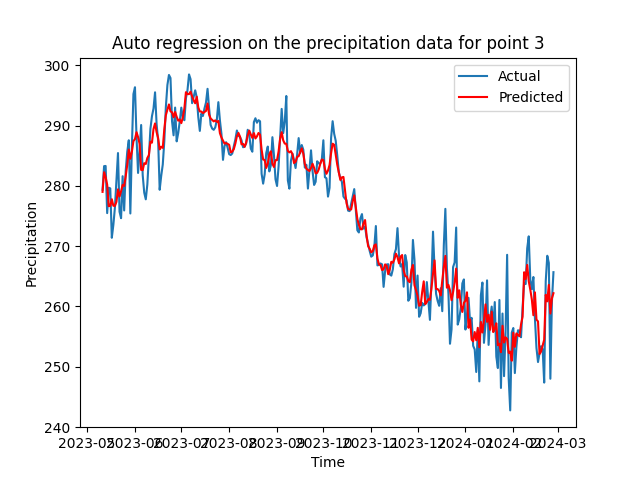 Auto regression on the precipitation data for point 3
Actual
Predicted
300
290
280
270
260
250
240
Precipitation
2023-05 2023-06 2023-07 2023-08 2023-09 2023-10 2023-11 2023-12 2024-01 2024-02 2024-03
Time